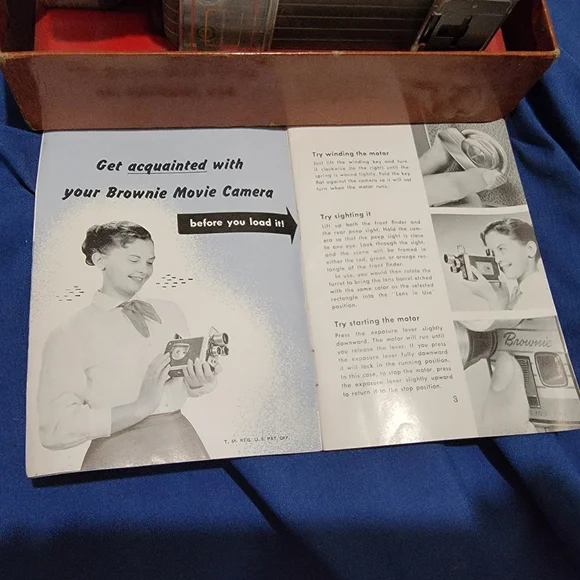 Get acquainted with
your Brownie Movie Camera
before you load it!
T. M. REG. U. S. PAT. OFF.
Try winding the motor
Just lift the winding key and turn
it clockwise (to the right) until the
spring is wound tightly. Fold the key
flat against the camera so it will not
turn when the motor runs.
Try sighting it
Lift up both the front finder and
the rear peep sight. Hold the cam-
era so that the peep sight is close
to one eye. Look through the sight,
and the scene will be framed in
either the red, green, or orange rec-
tangle of the front finder.
In use, you would then rotate the
turret to bring the lens barrel etched
with the same color as the selected
rectangle into the "Lens in Use"
position.
Try starting the motor
Press the exposure lever slightly
downward. The motor will run until
you release the lever. If you press
the exposure lever fully downward
it will lock in the running position.
In this case, to stop the motor, press
the exposure lever slightly upward
to return it to the stop position.
Brownie
3